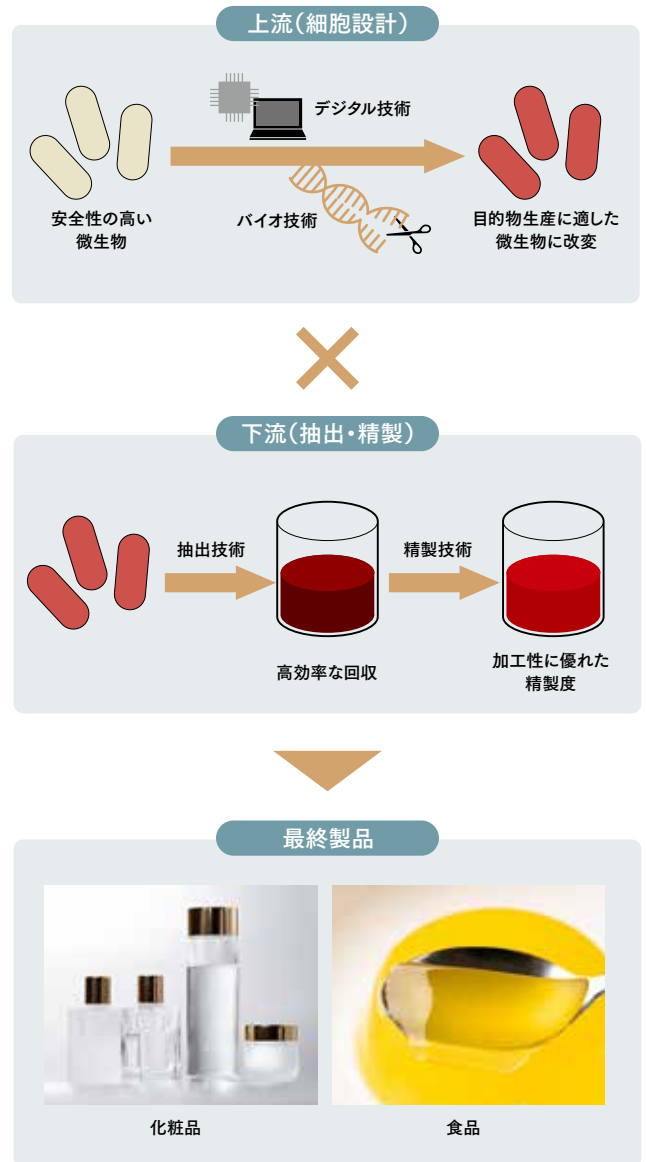 上流（細胞設計）
デジタル技術
バイオ技術
安全性の高い
微生物
目的物生産に適した
微生物に改変
下流（抽出・精製）
抽出技術
精製技術
高効率な回収
加工性に優れた
精製度
最終製品
化粧品
食品